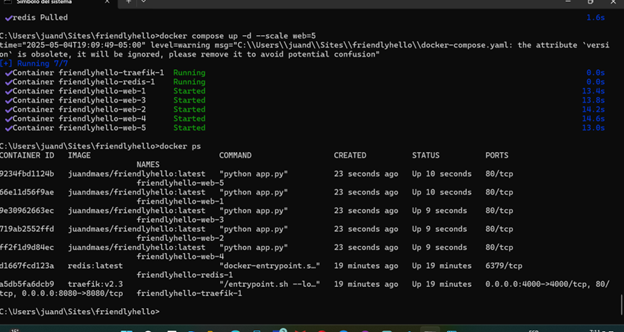 Símbolo del sistema
✓redis Pulled 1.6s
C:\Users\juand\Sites\friendlyhello>docker compose up -d --scale web=5
time="2025-05-04T19:09:49-05:00" level=warning msg="C:\\Users\\juand\\Sites\\friendlyhello\\docker-compose.yaml: the attribute `versi
on` is obsolete, it will be ignored, please remove it to avoid potential confusion"
[+] Running 7/7
✓Container friendlyhello-traefik-1 Running 0.0s
✓Container friendlyhello-redis-1 Running 0.0s
✓Container friendlyhello-web-1 Started 13.4s
✓Container friendlyhello-web-3 Started 13.8s
✓Container friendlyhello-web-2 Started 14.2s
✓Container friendlyhello-web-4 Started 14.6s
✓Container friendlyhello-web-5 Started 13.0s
C:\Users\juand\Sites\friendlyhello>docker ps
CONTAINER ID IMAGE COMMAND CREATED STATUS PORTS
NAMES
9234fbd1124b juandmaes/friendlyhello:latest "python app.py" 23 seconds ago Up 10 seconds 80/tcp
friendlyhello-web-5
66e11d56f9ae juandmaes/friendlyhello:latest "python app.py" 23 seconds ago Up 10 seconds 80/tcp
friendlyhello-web-1
9e30962663ec juandmaes/friendlyhello:latest "python app.py" 23 seconds ago Up 9 seconds 80/tcp
friendlyhello-web-3
719ab2552ffd juandmaes/friendlyhello:latest "python app.py" 23 seconds ago Up 9 seconds 80/tcp
friendlyhello-web-2
ff2f1d9d84ec juandmaes/friendlyhello:latest "python app.py" 23 seconds ago Up 9 seconds 80/tcp
friendlyhello-web-4
d1667fcd123a redis:latest "docker-entrypoint.s…" 19 minutes ago Up 19 minutes 6379/tcp
friendlyhello-redis-1
a5db5fa6dcb9 traefik:v2.3 "/entrypoint.sh --lo…" 19 minutes ago Up 19 minutes 0.0.0.0:4000->4000/tcp, 80/
tcp, 0.0.0.0:8080->8080/tcp friendlyhello-traefik-1
C:\Users\juand\Sites\friendlyhello>